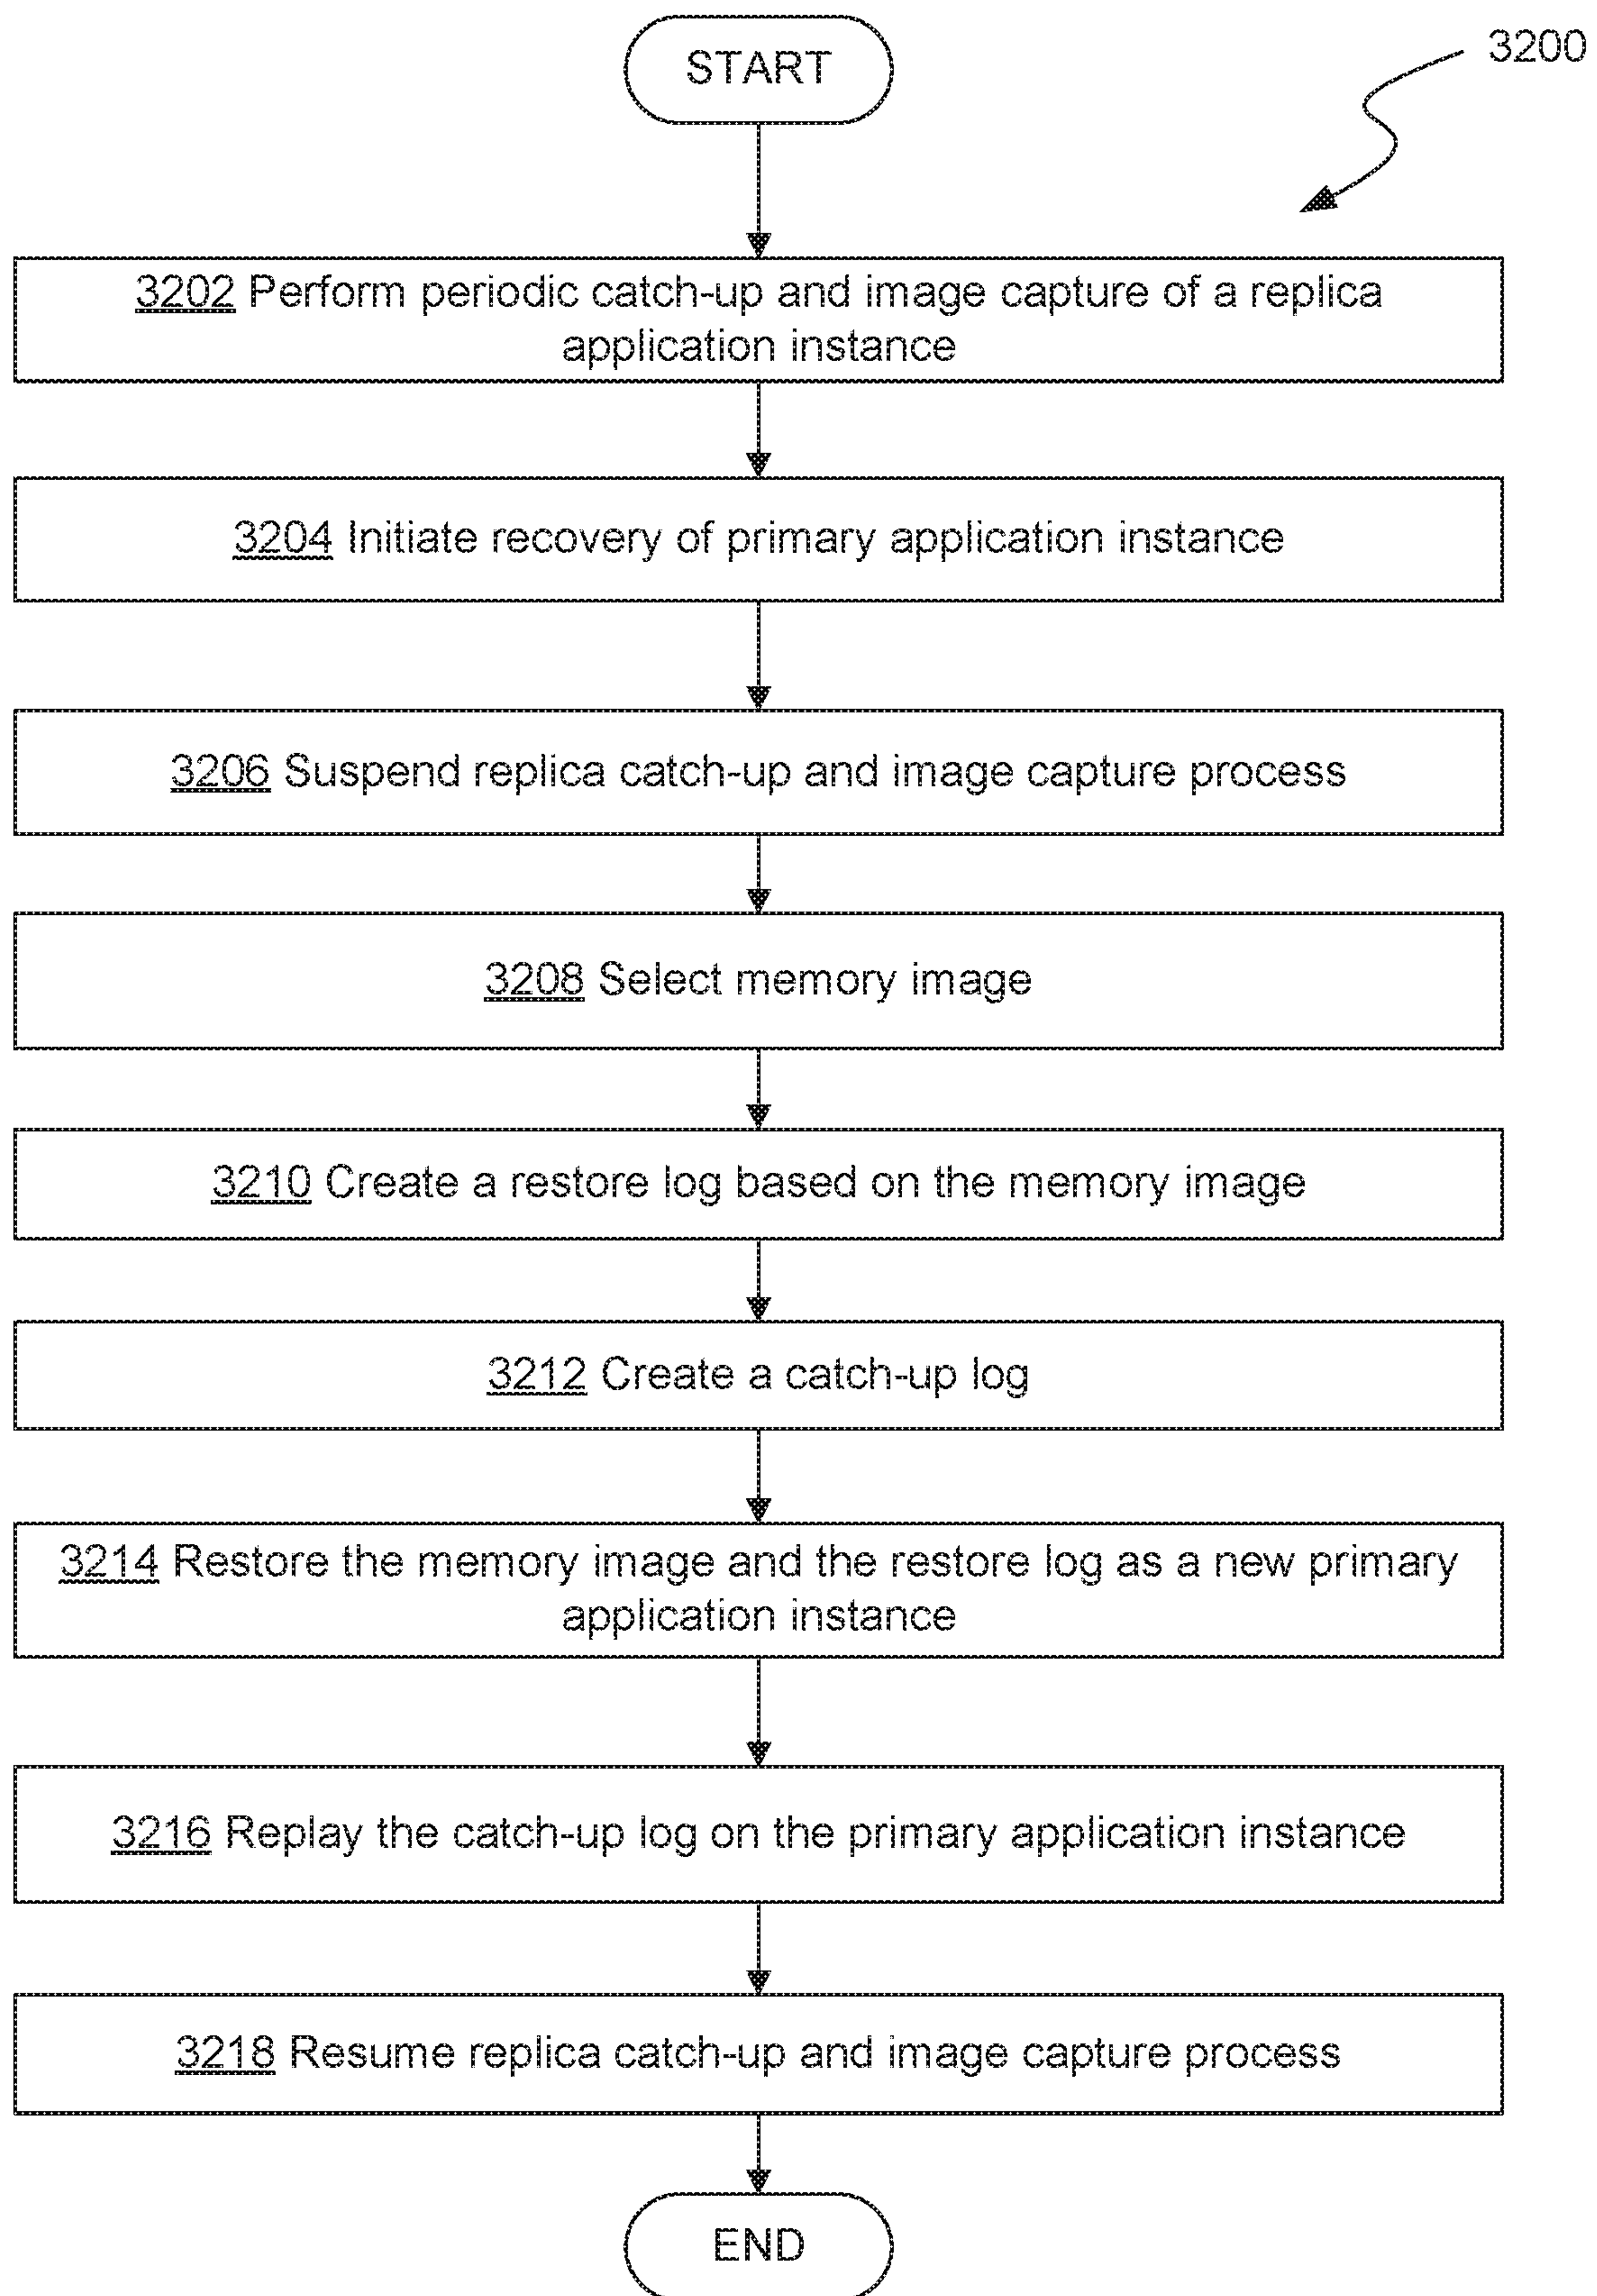 START
3200
3202 Perform periodic catch-up and image capture of a replica
application instance
3204 Initiate recovery of primary application instance
3206 Suspend replica catch-up and image capture process
3208 Select memory image
3210 Create a restore log based on the memory image
3212 Create a catch-up log
3214 Restore the memory image and the restore log as a new primary
application instance
3216 Replay the catch-up log on the primary application instance
3218 Resume replica catch-up and image capture process
END